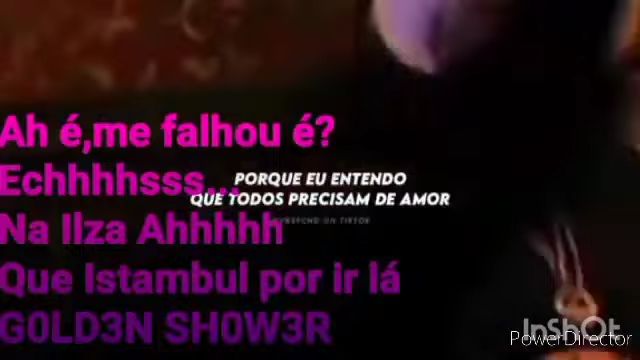 Ah é,me falhou é?
Echhhhsss...
PORQUE EU ENTENDO
QUE TODOS PRECISAM DE AMOR
Na Ilza Ahhhhh
Que Istambul por ir lá
G0LD3N SH0W3R
InShOt
PowerDirector